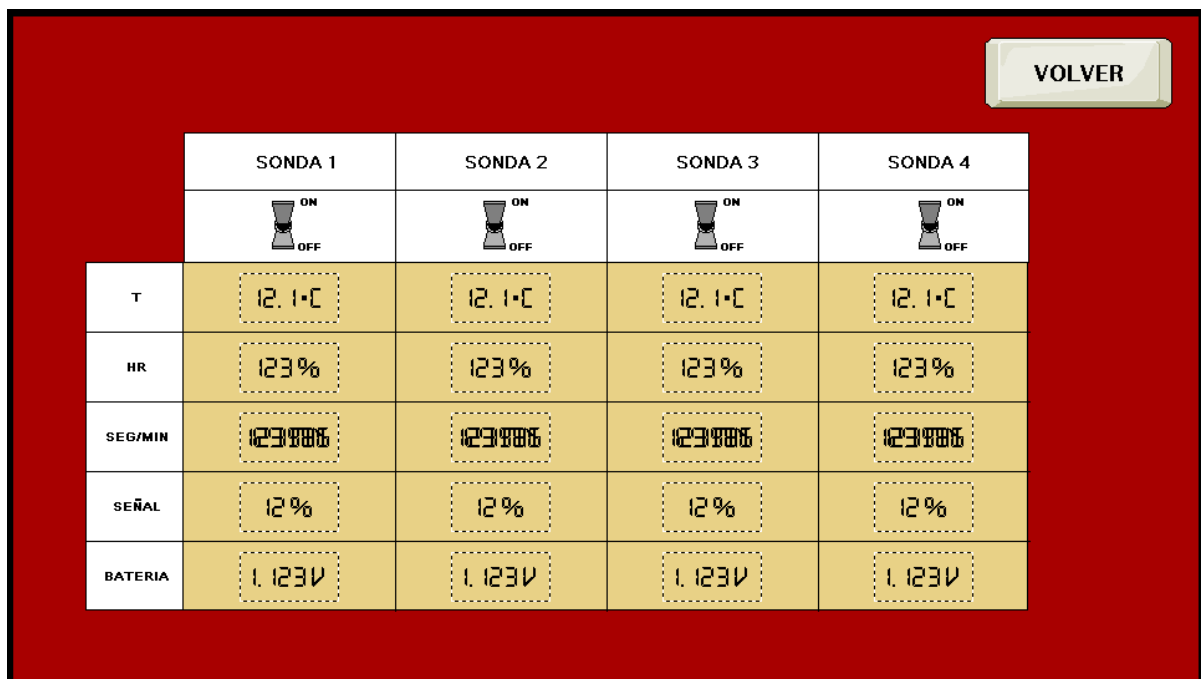 VOLVER
SONDA 1 SONDA 2 SONDA 3 SONDA 4
ON ON ON ON
OFF OFF OFF OFF
T 12.1°C 12.1°C 12.1°C 12.1°C
HR 123% 123% 123% 123%
SEG/MIN
SEÑAL 12% 12% 12% 12%
BATERIA 1.123V 1.123V 1.123V 1.123V